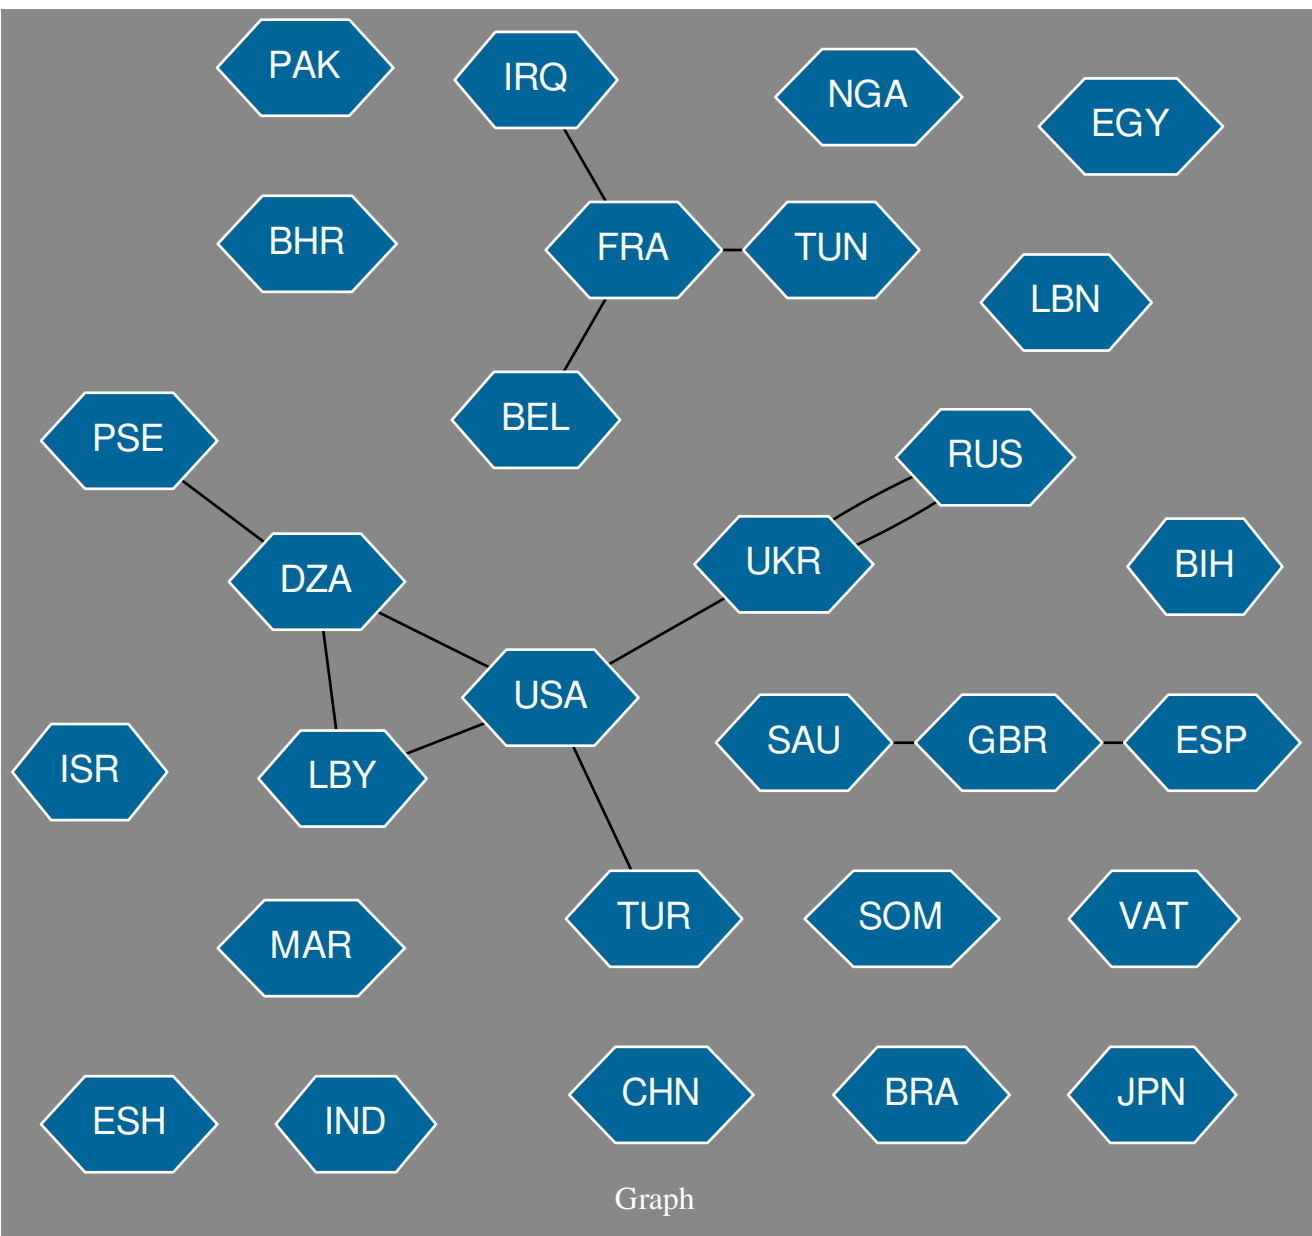 PAK
IRQ
NGA
EGY
BHR
FRA
TUN
LBN
PSE
BEL
RUS
DZA
UKR
BIH
USA
ISR
LBY
SAU
GBR
ESP
MAR
TUR
SOM
VAT
ESH
IND
CHN
BRA
JPN
Graph